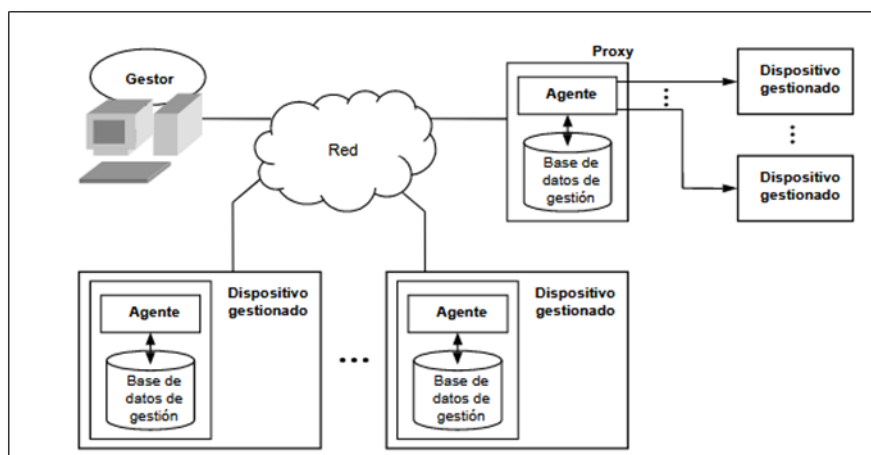 Gestor
Red
Proxy
Agente
Base de
datos de
gestión
Dispositivo
gestionado
Dispositivo
gestionado
Agente
Base de
datos de
gestión
Dispositivo
gestionado
Agente
Base de
datos de
gestión
Dispositivo
gestionado